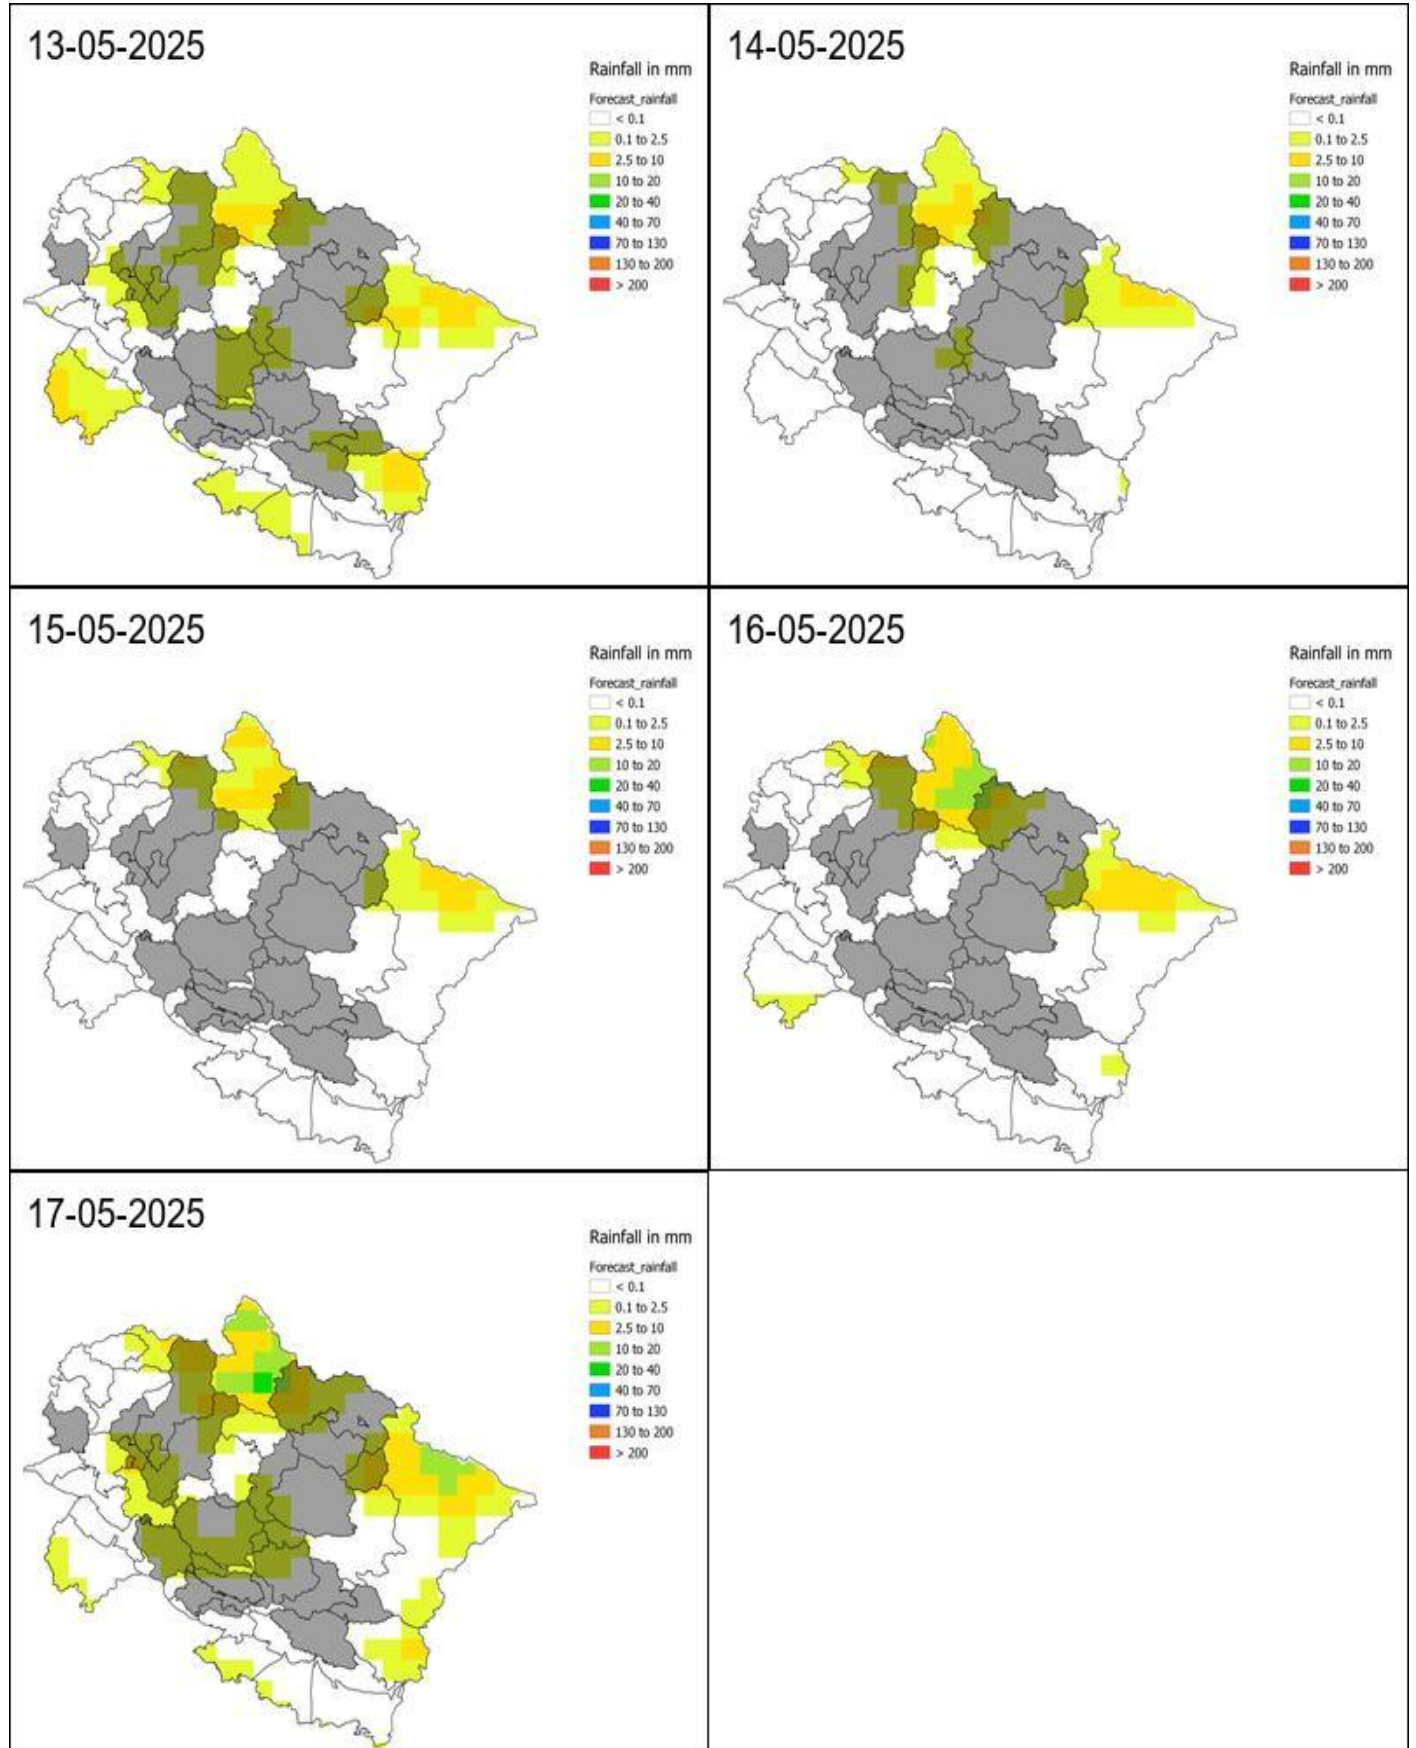 13-05-2025
Rainfall in mm
Forecast_rainfall
< 0.1
0.1 to 2.5
2.5 to 10
10 to 20
20 to 40
40 to 70
70 to 130
130 to 200
> 200
14-05-2025
Rainfall in mm
Forecast_rainfall
< 0.1
0.1 to 2.5
2.5 to 10
10 to 20
20 to 40
40 to 70
70 to 130
130 to 200
> 200
15-05-2025
Rainfall in mm
Forecast_rainfall
< 0.1
0.1 to 2.5
2.5 to 10
10 to 20
20 to 40
40 to 70
70 to 130
130 to 200
> 200
16-05-2025
Rainfall in mm
Forecast_rainfall
< 0.1
0.1 to 2.5
2.5 to 10
10 to 20
20 to 40
40 to 70
70 to 130
130 to 200
> 200
17-05-2025
Rainfall in mm
Forecast_rainfall
< 0.1
0.1 to 2.5
2.5 to 10
10 to 20
20 to 40
40 to 70
70 to 130
130 to 200
> 200